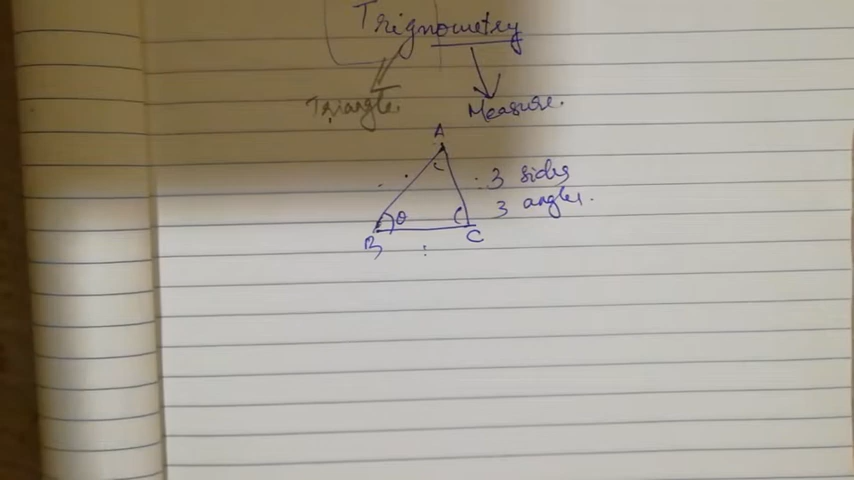 Trignometry
Triangle. Measure.
A
3 sides
3 angles.
θ
B C